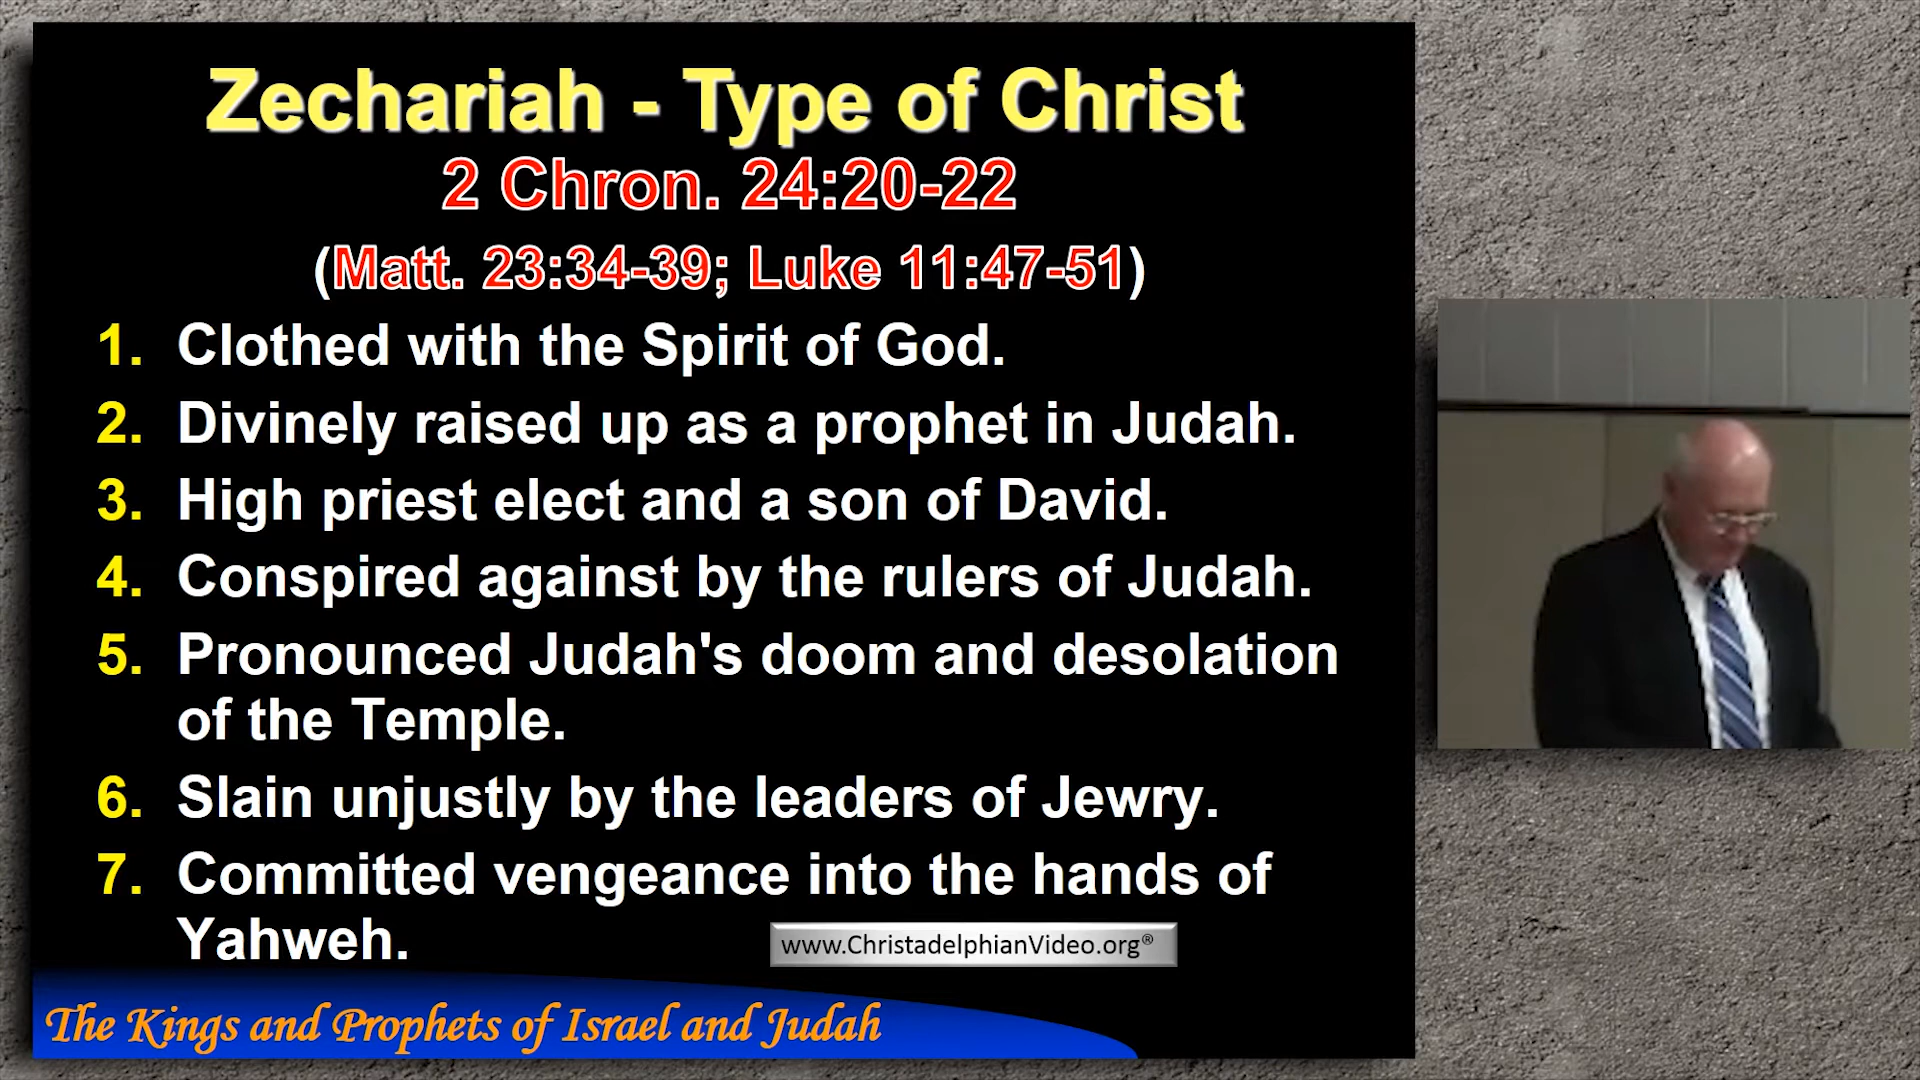 Zechariah - Type of Christ
2 Chron. 24:20-22
(Matt. 23:34-39; Luke 11:47-51)
1. Clothed with the Spirit of God.
2. Divinely raised up as a prophet in Judah.
3. High priest elect and a son of David.
4. Conspired against by the rulers of Judah.
5. Pronounced Judah's doom and desolation
of the Temple.
6. Slain unjustly by the leaders of Jewry.
7. Committed vengeance into the hands of
Yahweh.
www.ChristadelphianVideo.org®
The Kings and Prophets of Israel and Judah